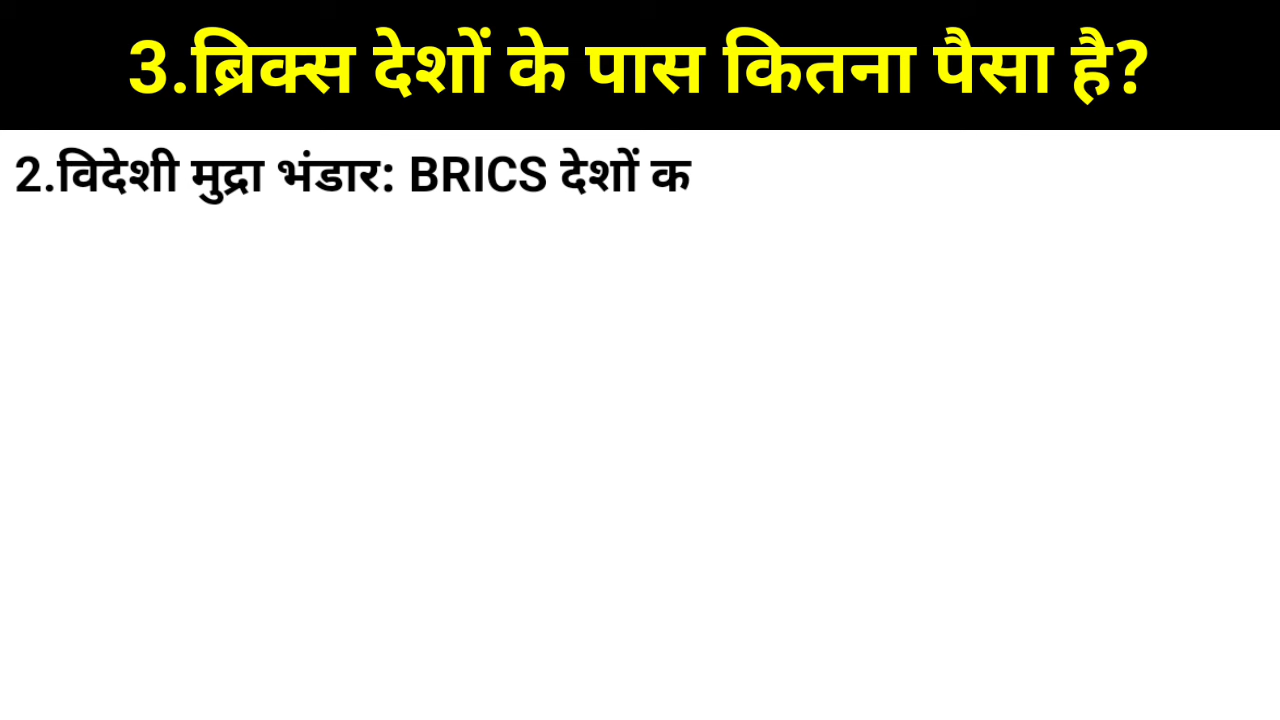 3.ब्रिक्स देशों के पास कितना पैसा है?
2.विदेशी मुद्रा भंडार: BRICS देशों क